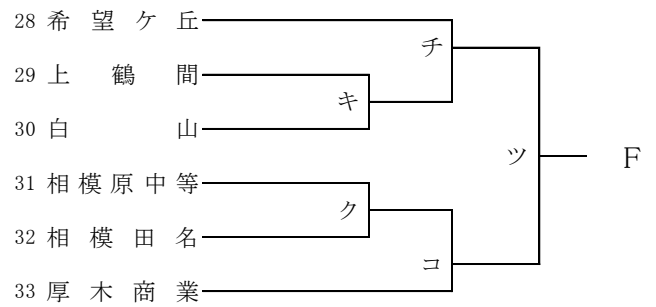 28 希望ケ丘
チ
29 上鶴間
キ
30 白山
ツ F
31 相模原中等
ク
32 相模田名
コ
33 厚木商業